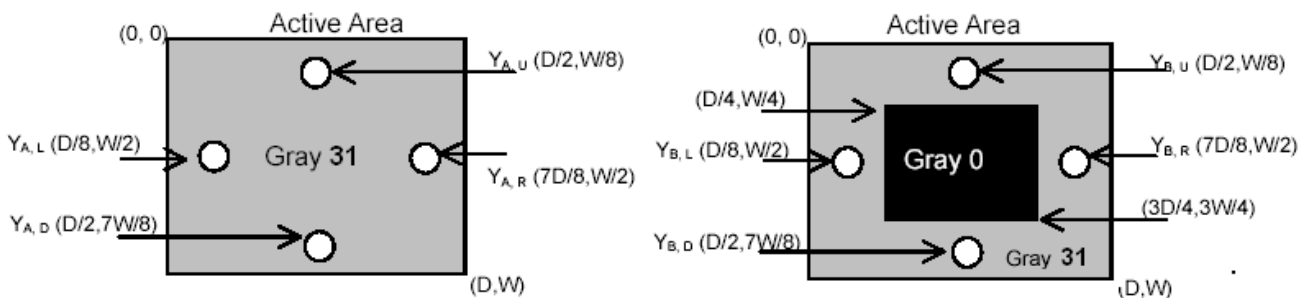 Active Area
(0, 0)
YA, U (D/2,W/8)
YA, L (D/8,W/2)
Gray 31
YA, R (7D/8,W/2)
YA, D (D/2,7W/8)
(D,W)
Active Area
(0, 0)
YB, U (D/2,W/8)
(D/4,W/4)
YB, L (D/8,W/2)
Gray 0
YB, R (7D/8,W/2)
(3D/4,3W/4)
YB, D (D/2,7W/8)
Gray 31
(D,W)